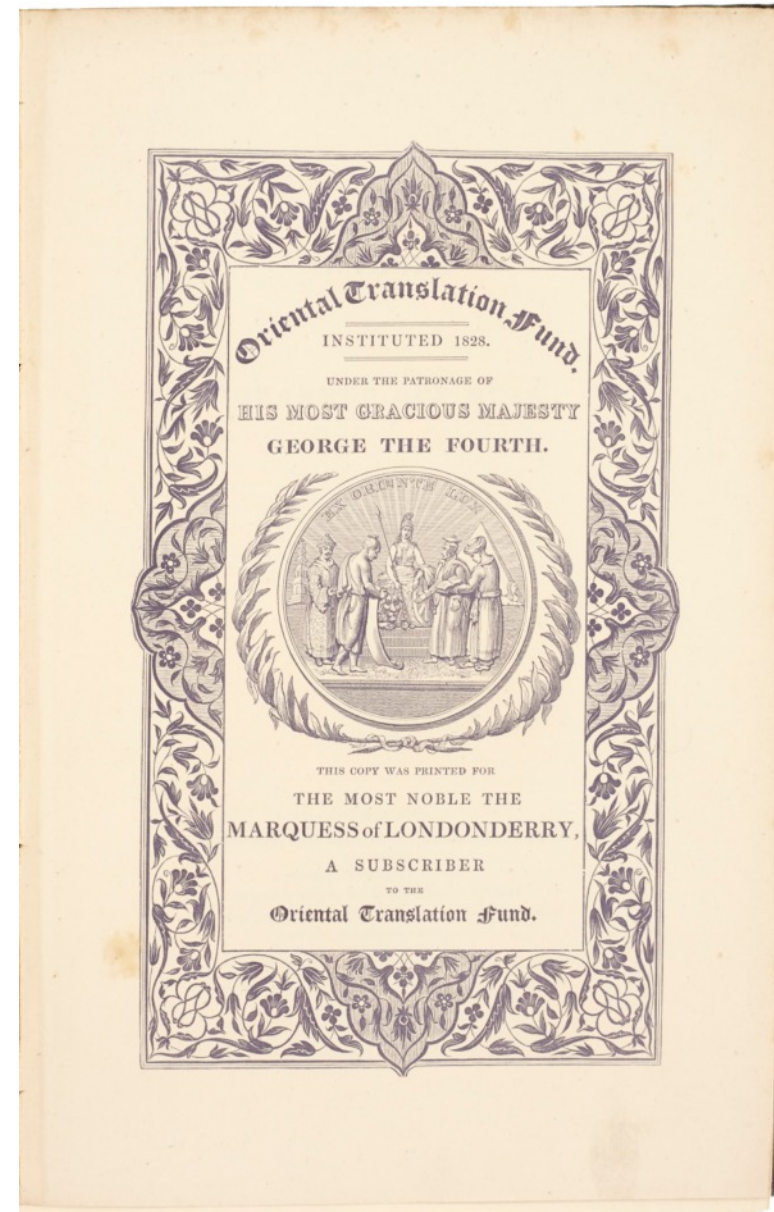 Oriental Translation Fund.
INSTITUTED 1828.
UNDER THE PATRONAGE OF
HIS MOST GRACIOUS MAJESTY
GEORGE THE FOURTH.
EX ORIENTE LUX
THIS COPY WAS PRINTED FOR
THE MOST NOBLE THE
MARQUESS of LONDONDERRY,
A SUBSCRIBER
TO THE
Oriental Translation Fund.